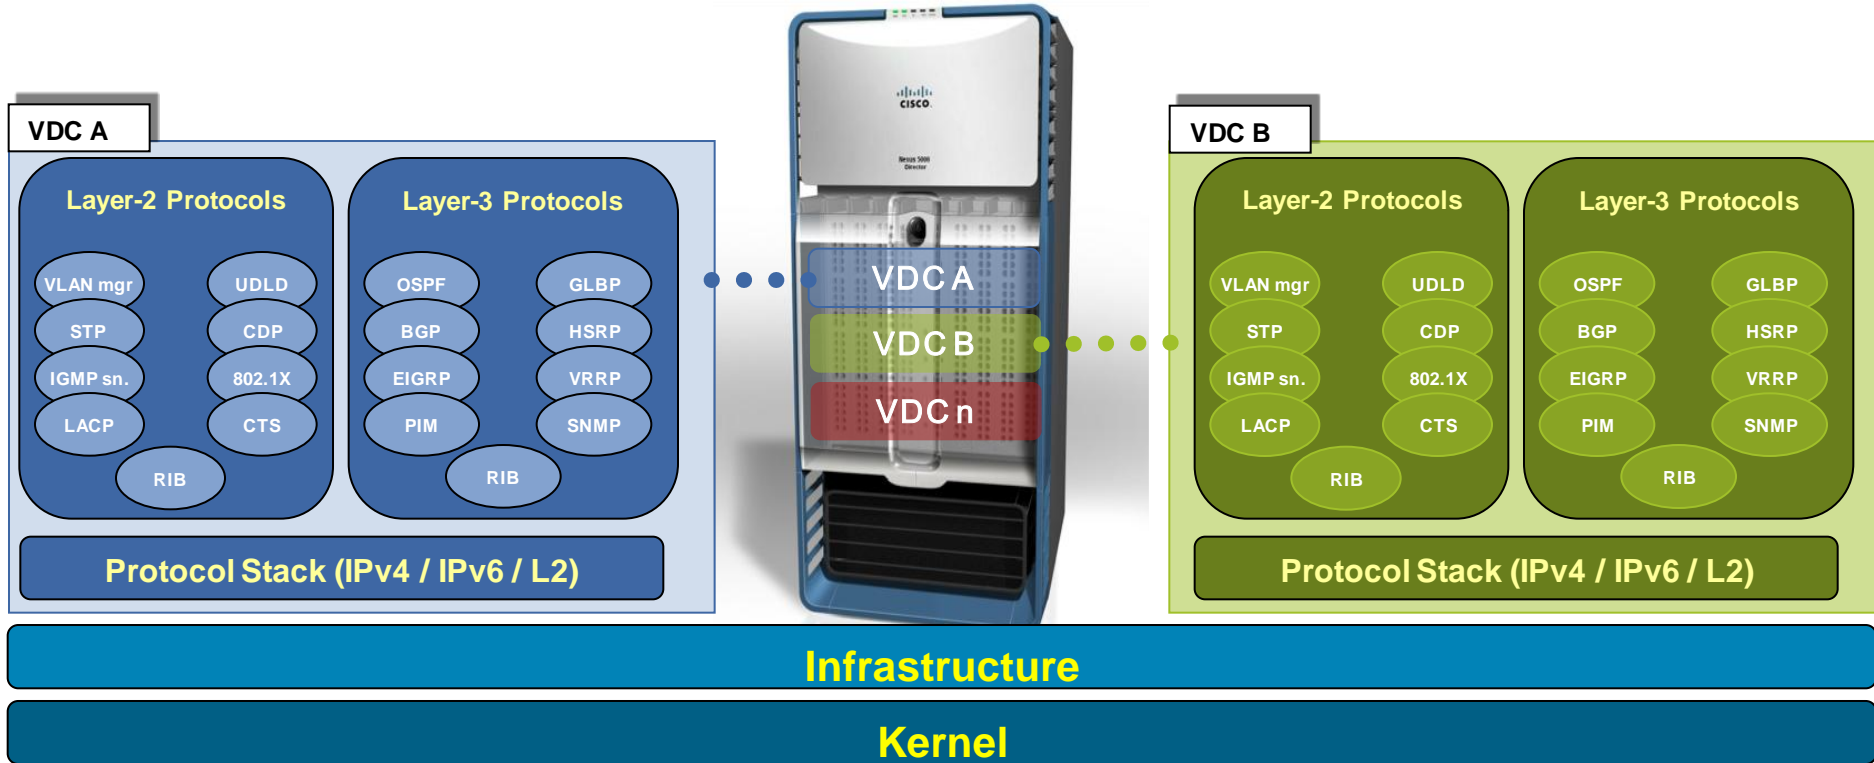 VDC A
Layer-2 Protocols
VLAN mgr
UDLD
STP
CDP
IGMP sn.
802.1X
LACP
CTS
RIB
Layer-3 Protocols
OSPF
GLBP
BGP
HSRP
EIGRP
VRRP
PIM
SNMP
RIB
Protocol Stack (IPv4 / IPv6 / L2)
CISCO.
Nexus 5000
Director
VDC A
VDC B
VDC n
VDC B
Layer-2 Protocols
VLAN mgr
UDLD
STP
CDP
IGMP sn.
802.1X
LACP
CTS
RIB
Layer-3 Protocols
OSPF
GLBP
BGP
HSRP
EIGRP
VRRP
PIM
SNMP
RIB
Protocol Stack (IPv4 / IPv6 / L2)
Infrastructure
Kernel